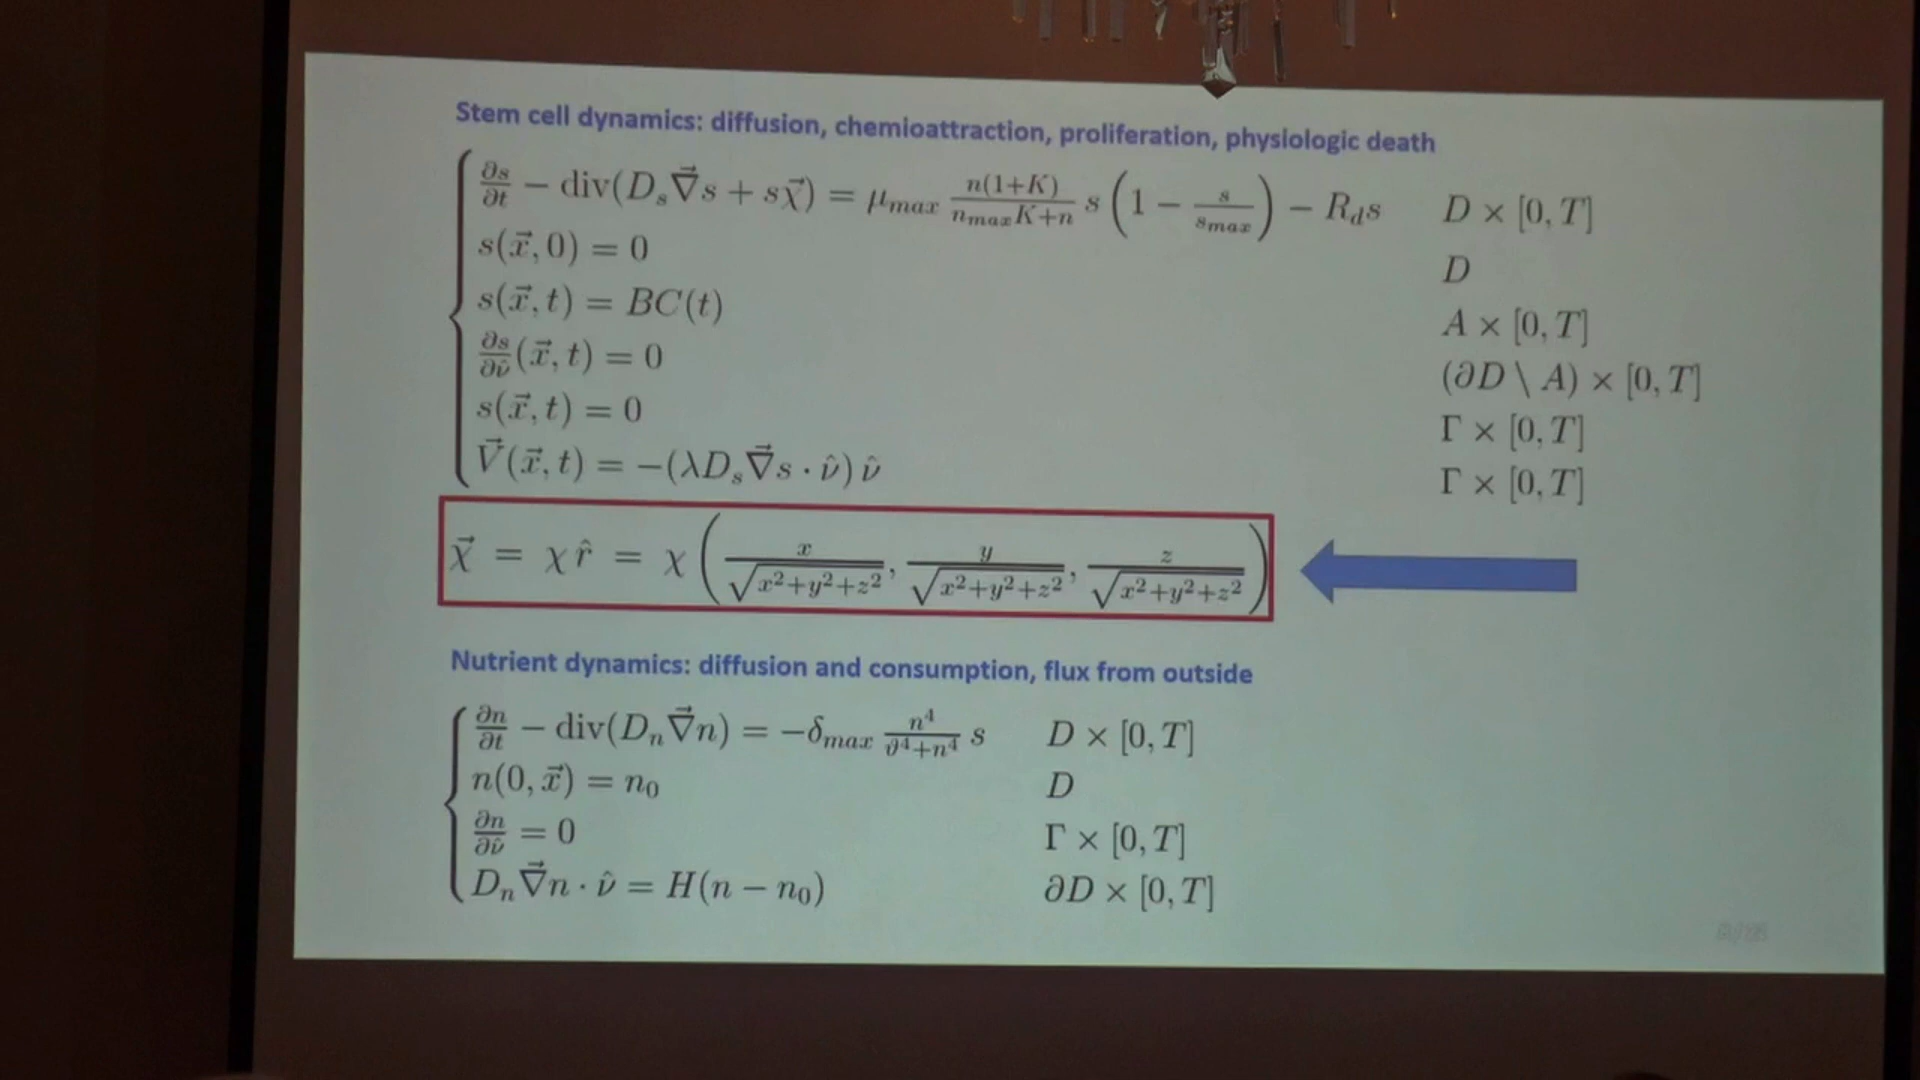 Stem cell dynamics: diffusion, chemioattraction, proliferation, physiologic death
∂s/∂t − div(D_s ∇⃗s + sχ⃗) = μ_max n(1+K)/(n_max K+n) s (1 − s/s_max) − R_d s    D × [0, T]
s(x⃗, 0) = 0    D
s(x⃗, t) = BC(t)    A × [0, T]
∂s/∂ν̂ (x⃗, t) = 0    (∂D \ A) × [0, T]
s(x⃗, t) = 0    Γ × [0, T]
V⃗(x⃗, t) = −(λD_s ∇⃗s · ν̂) ν̂    Γ × [0, T]
χ⃗ = χ r̂ = χ (x/√(x²+y²+z²), y/√(x²+y²+z²), z/√(x²+y²+z²))
Nutrient dynamics: diffusion and consumption, flux from outside
∂n/∂t − div(D_n ∇⃗n) = −δ_max n⁴/(ϑ⁴+n⁴) s    D × [0, T]
n(0, x⃗) = n₀    D
∂n/∂ν̂ = 0    Γ × [0, T]
D_n ∇⃗n · ν̂ = H(n − n₀)    ∂D × [0, T]